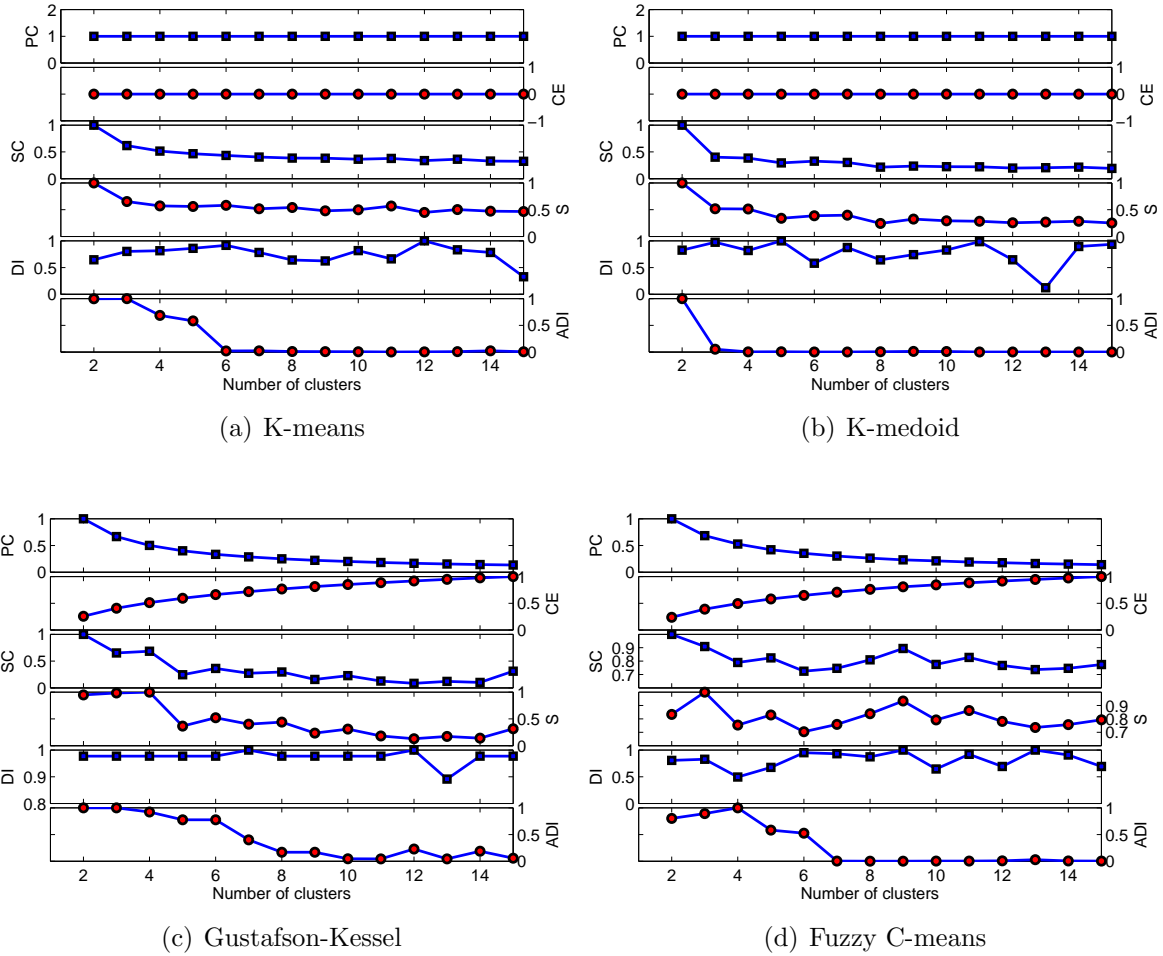 2
1
0
PC
1
0
−1
CE
1
0.5
SC
1
0.5
0
S
1
0.5
0
DI
1
0.5
0
ADI
2 4 6 8 10 12 14
Number of clusters
(a) K-means
2
1
0
PC
1
0
−1
CE
1
0.5
SC
1
0.5
0
S
1
0.5
0
DI
1
0.5
0
ADI
2 4 6 8 10 12 14
Number of clusters
(b) K-medoid
1
0.5
0
PC
1
0.5
0
CE
1
0.5
0
SC
1
0.5
0
S
1
0.9
0.8
DI
1
0.5
0
ADI
2 4 6 8 10 12 14
Number of clusters
(c) Gustafson-Kessel
1
0.5
0
PC
1
0.5
0
CE
0.9
0.8
0.7
SC
0.9
0.8
0.7
S
1
0.5
0
DI
1
0.5
0
ADI
2 4 6 8 10 12 14
Number of clusters
(d) Fuzzy C-means